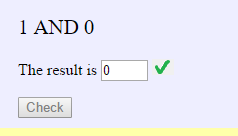 1 AND 0
The result is 0
Check